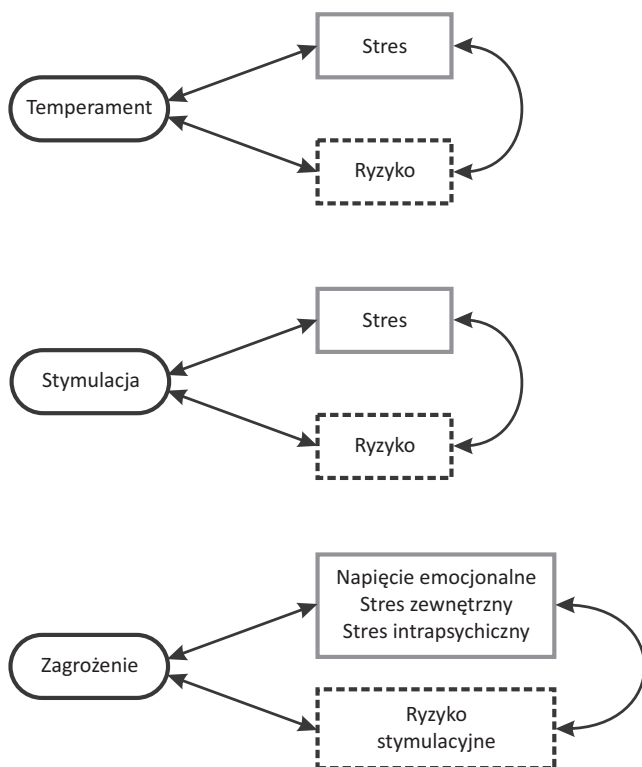 Stres
Temperament
Ryzyko
Stres
Stymulacja
Ryzyko
Napięcie emocjonalne
Stres zewnętrzny
Stres intrapsychiczny
Zagrożenie
Ryzyko
stymulacyjne